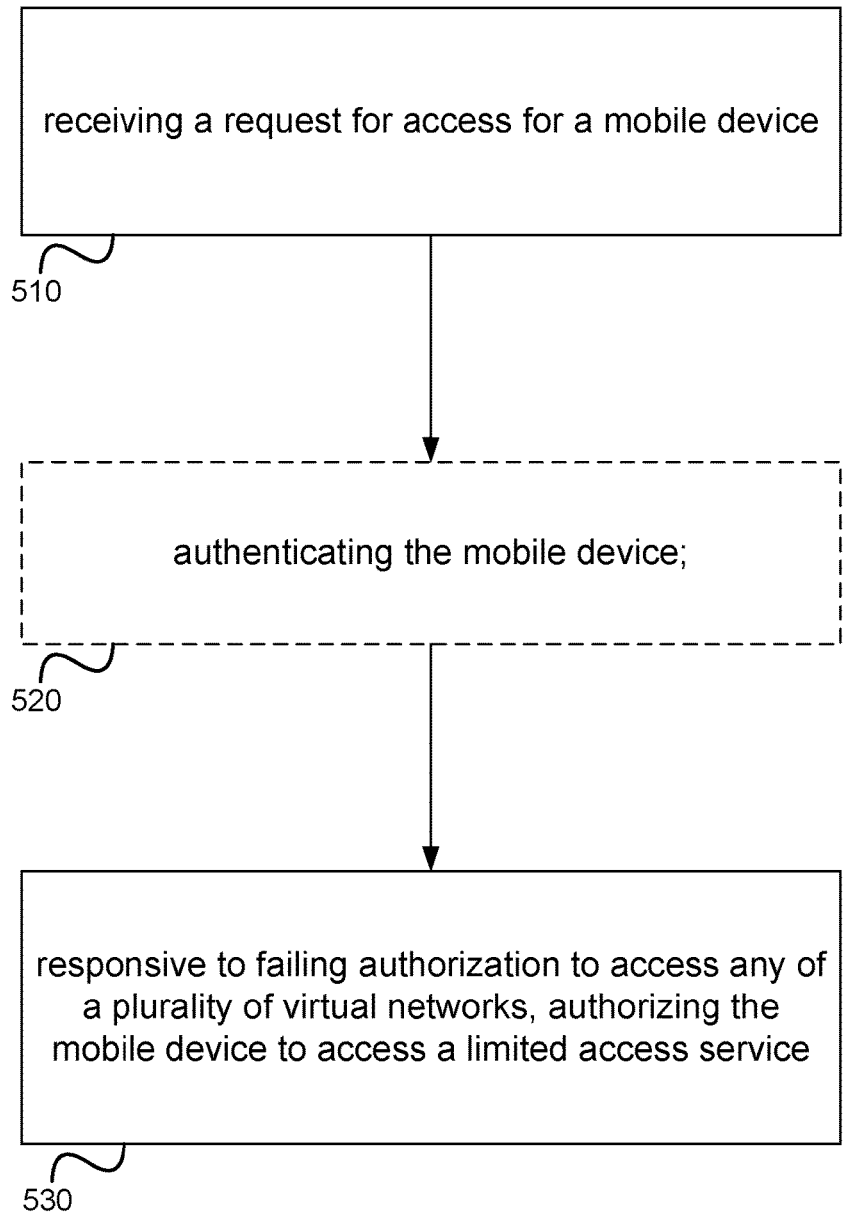 receiving a request for access for a mobile device
510
authenticating the mobile device;
520
responsive to failing authorization to access any of
a plurality of virtual networks, authorizing the
mobile device to access a limited access service
530